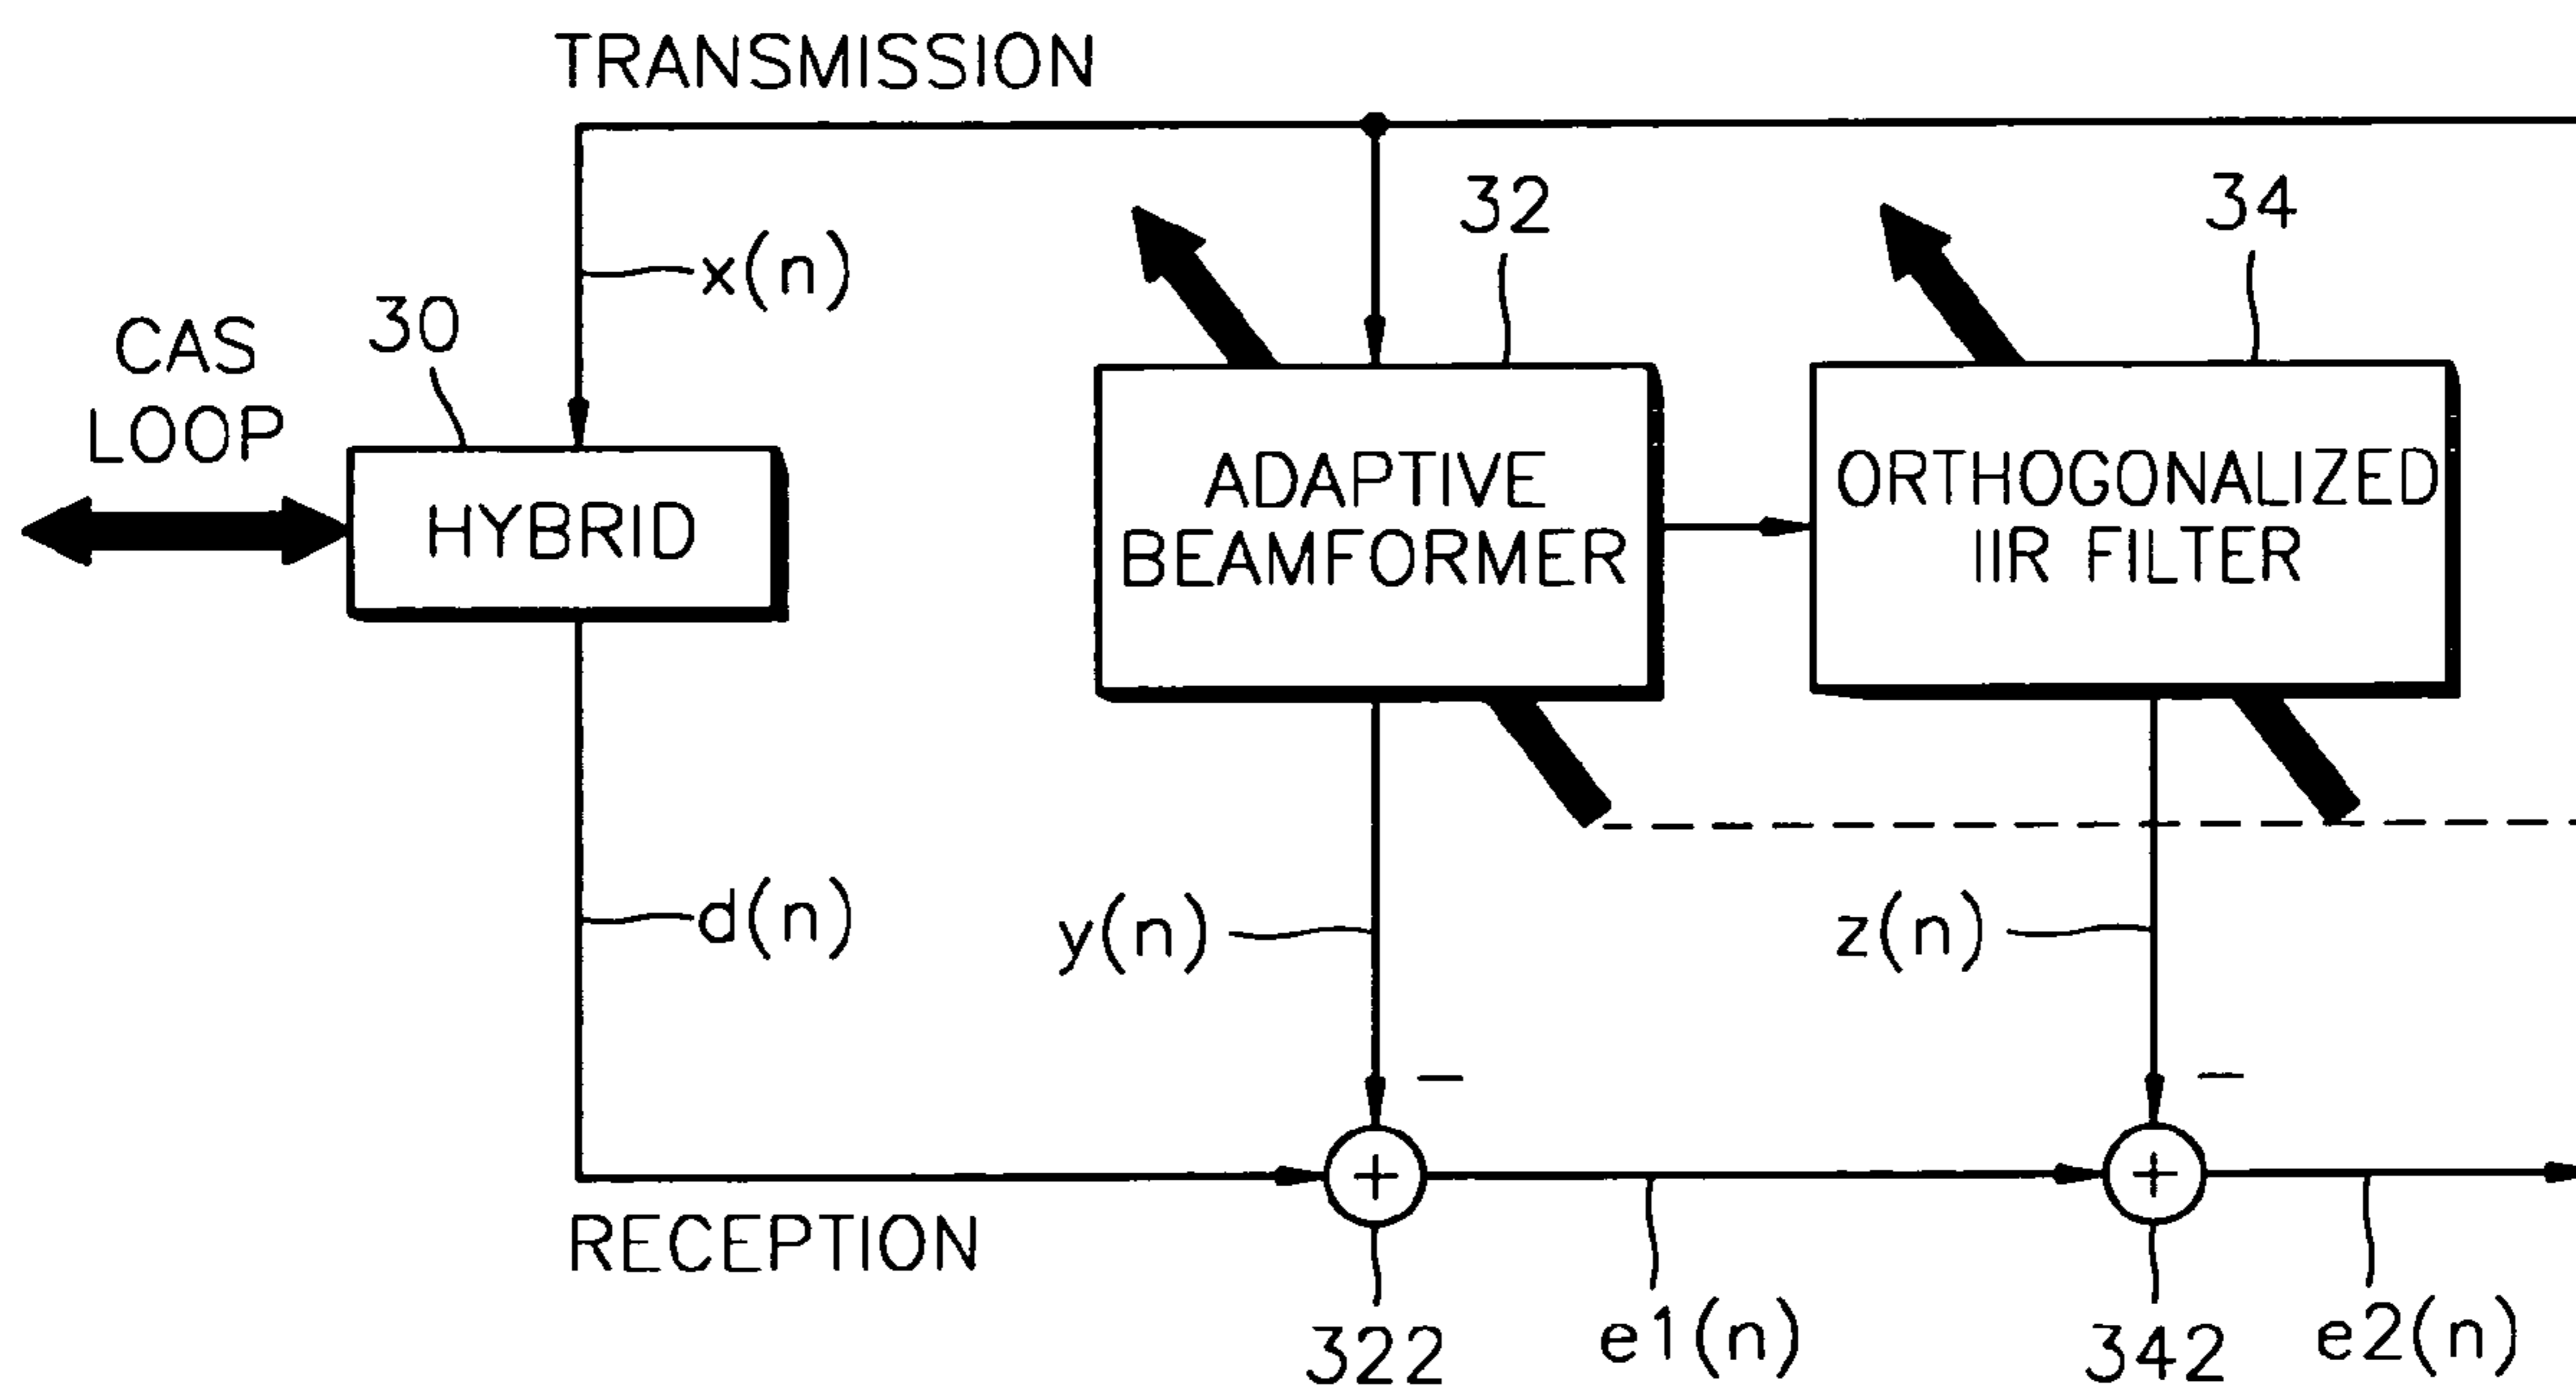 TRANSMISSION
x(n)
32
34
30
CAS
LOOP
HYBRID
ADAPTIVE
BEAMFORMER
ORTHOGONALIZED
IIR FILTER
d(n)
y(n)
z(n)
−
−
+
+
RECEPTION
322
e1(n)
342
e2(n)